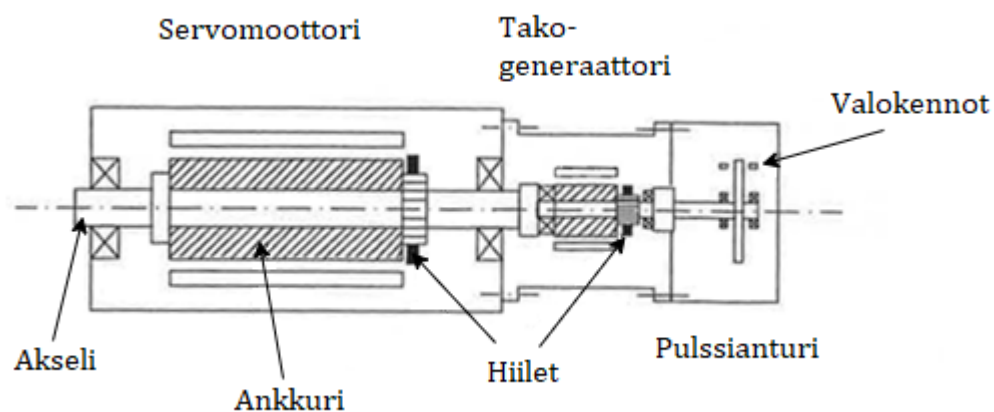 Servomoottori
Tako-
generaattori
Valokennot
Akseli
Ankkuri
Hiilet
Pulssianturi